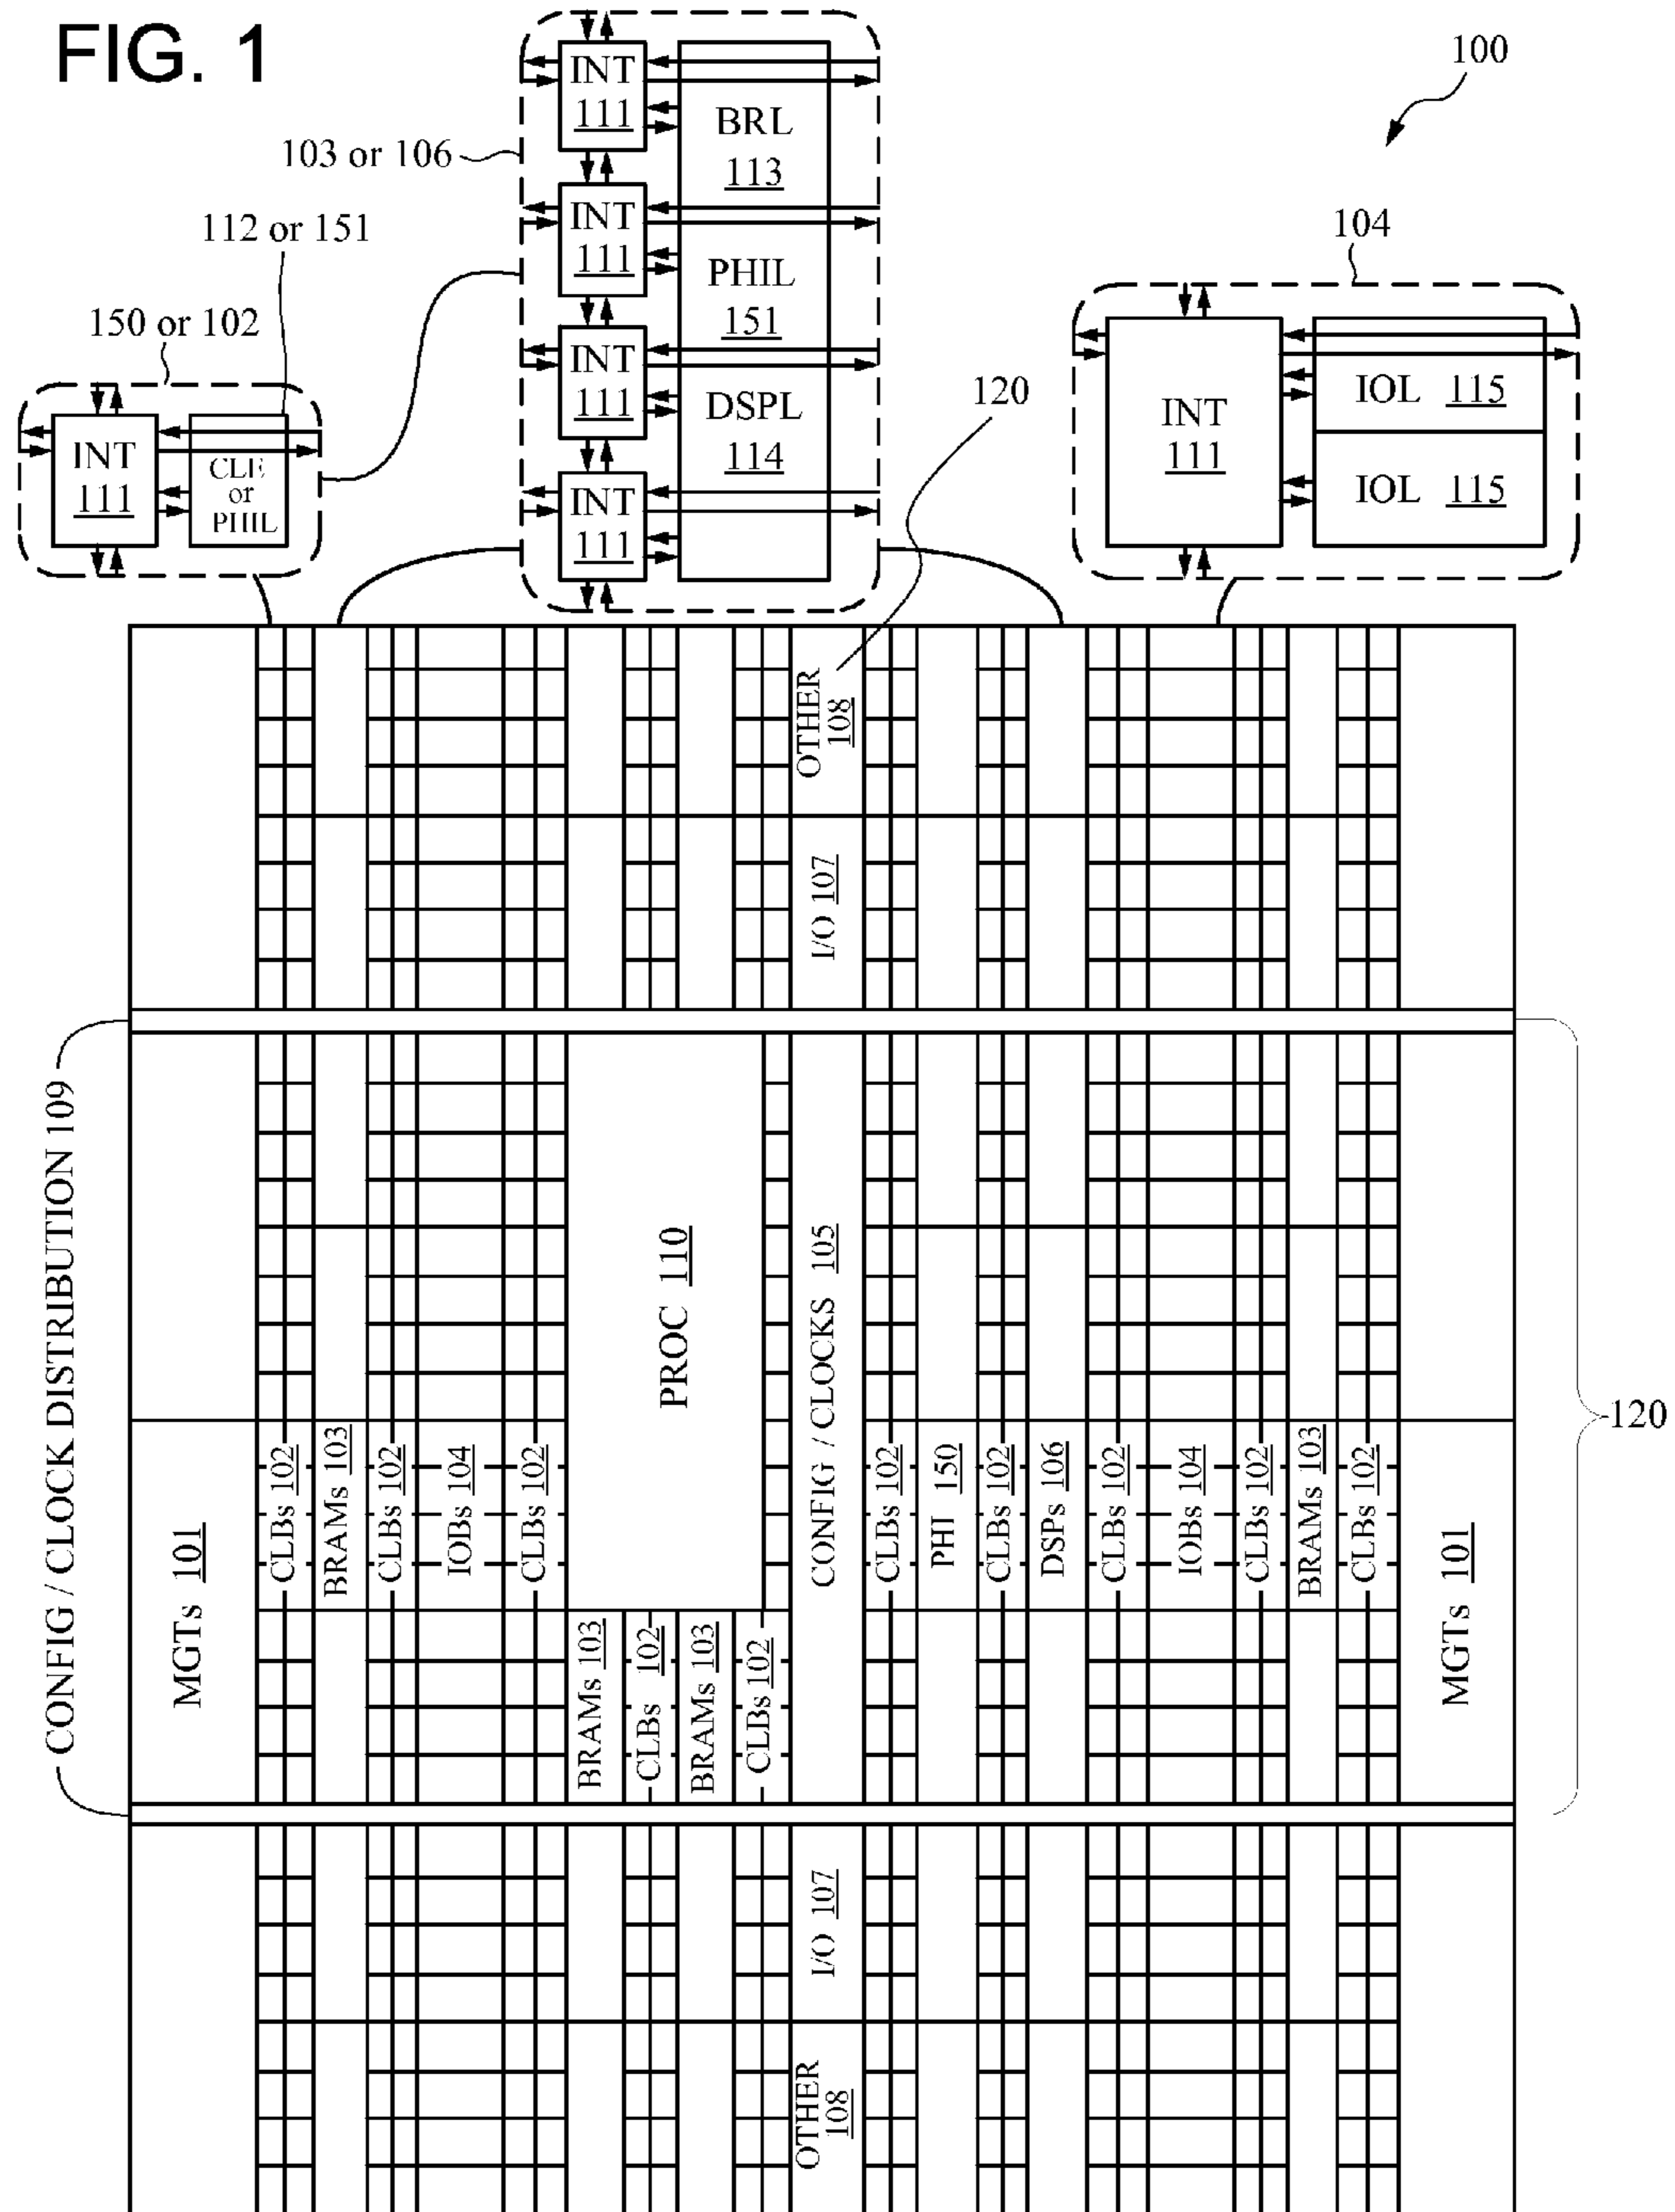 FIG. 1
100
103 or 106
112 or 151
150 or 102
104
120
INT
111
INT
111
INT
111
INT
111
BRL
113
PHIL
151
DSPL
114
INT
111
CLE
or
PHIL
INT
111
IOL 115
IOL 115
OTHER
108
I/O 107
CONFIG / CLOCK DISTRIBUTION 109
PROC 110
CONFIG / CLOCKS 105
120
MGTs 101
CLBs 102
BRAMs 103
CLBs 102
IOBs 104
CLBs 102
CLBs 102
PHI 150
CLBs 102
DSPs 106
CLBs 102
IOBs 104
CLBs 102
BRAMs 103
CLBs 102
MGTs 101
BRAMs 103
CLBs 102
BRAMs 103
CLBs 102
I/O 107
OTHER
108